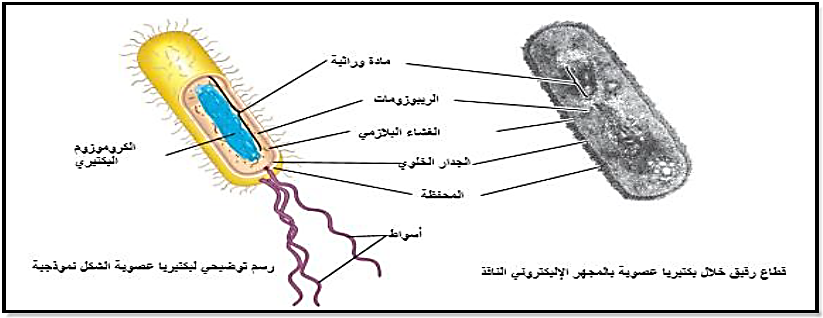 مادة وراثية
الريبوزومات
الغشاء البلازمي
الجدار الخلوي
المحفظة
الكروموزوم
البكتيري
أسواط
رسم توضيحي لبكتيريا عصوية الشكل نموذجية
قطاع رقيق خلال بكتيريا عصوية بالمجهر الإليكتروني النافذ